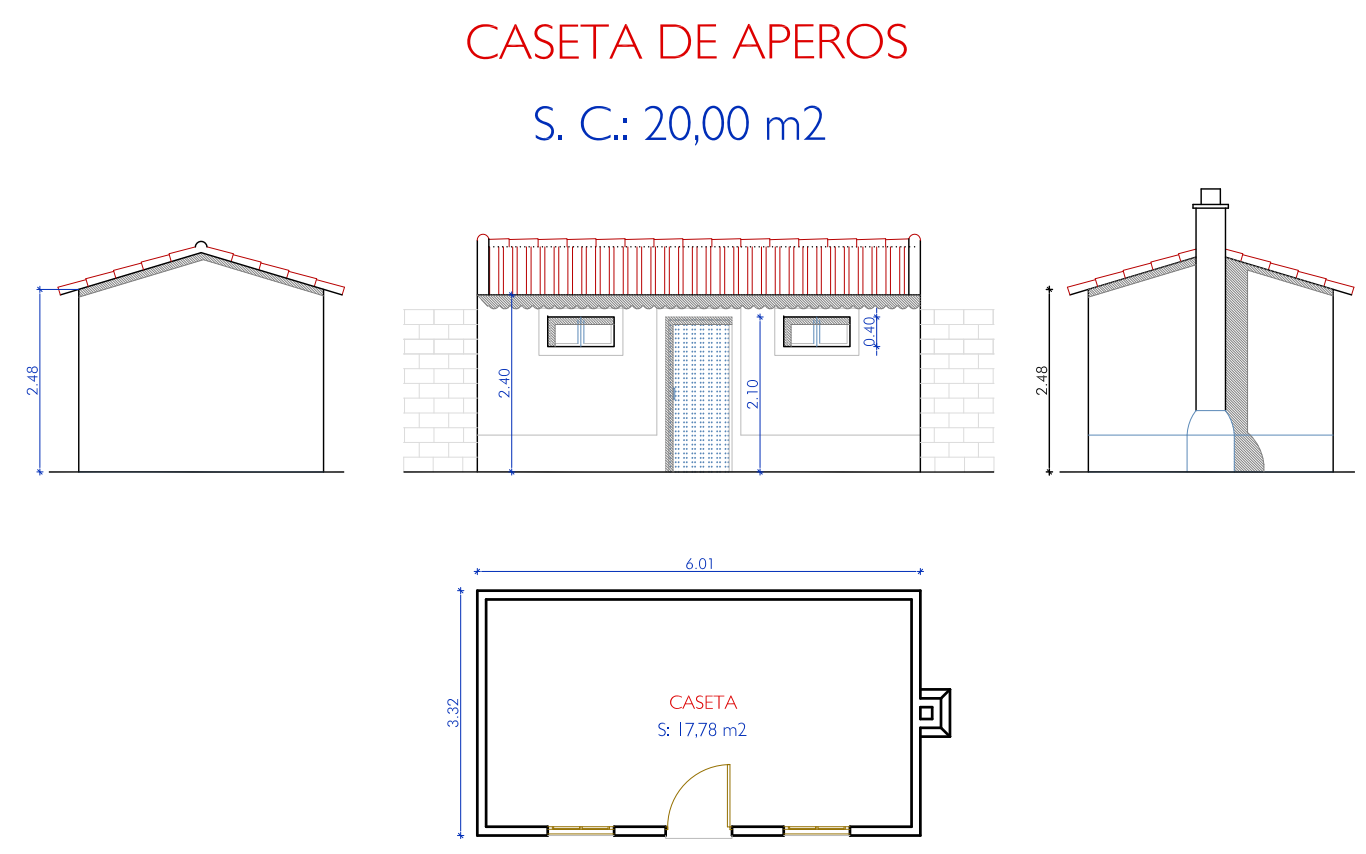 CASETA DE APEROS
S. C.: 20,00 m2
2.48
2.40
2.10
0.40
2.48
6.01
3.32
CASETA
S: 17,78 m2